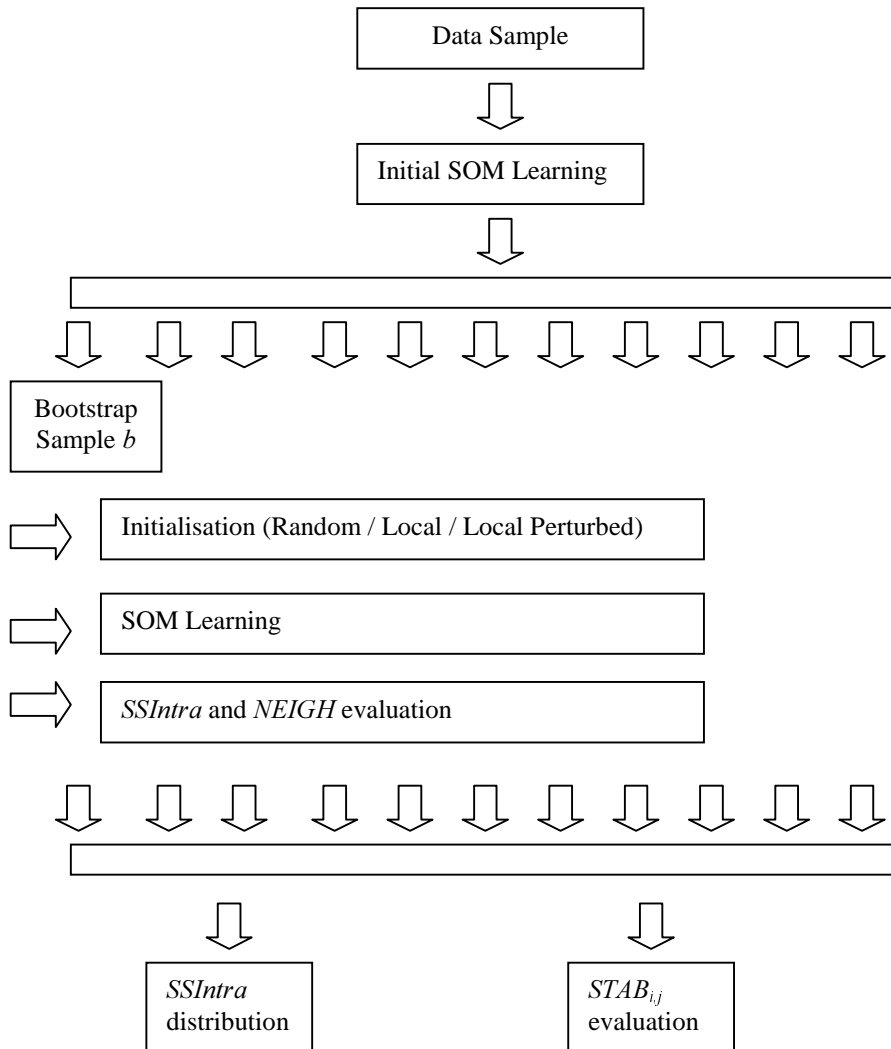 Data Sample
Initial SOM Learning
Bootstrap
Sample b
Initialisation (Random / Local / Local Perturbed)
SOM Learning
SSIntra and NEIGH evaluation
SSIntra
distribution
STAB_{i,j}
evaluation